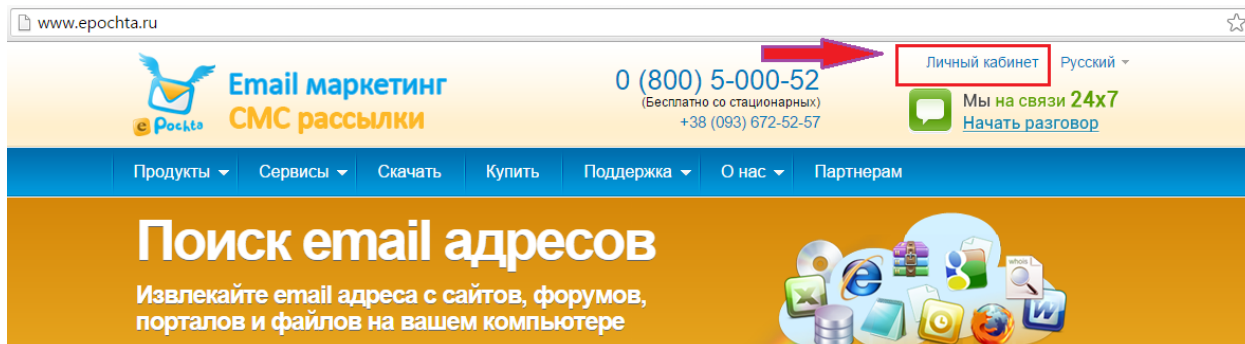 www.epochta.ru
Email маркетинг
СМС рассылки
e Pochta
0 (800) 5-000-52
(Бесплатно со стационарных)
+38 (093) 672-52-57
Личный кабинет Русский
Мы на связи 24x7
Начать разговор
Продукты Сервисы Скачать Купить Поддержка О нас Партнерам
Поиск email адресов
Извлекайте email адреса с сайтов, форумов,
порталов и файлов на вашем компьютере
whois